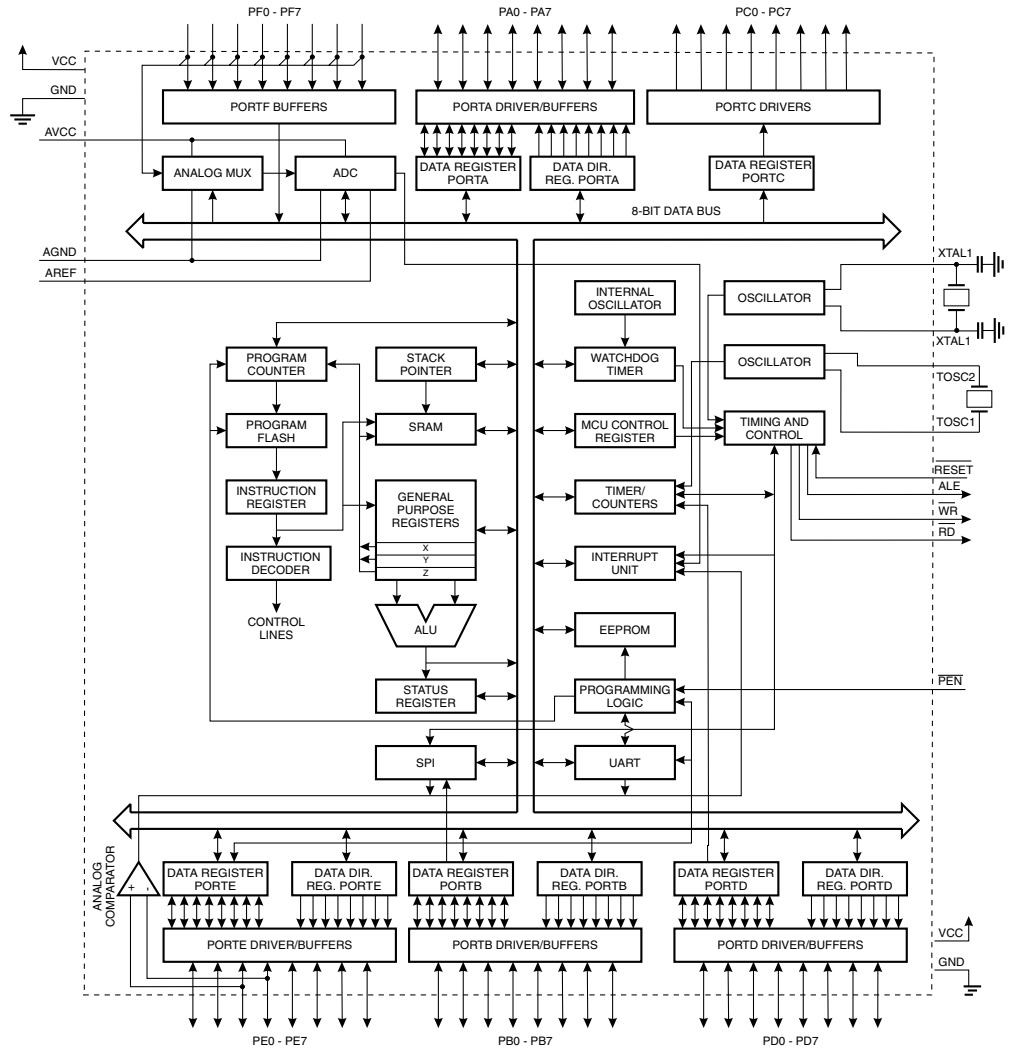 PF0 - PF7
PA0 - PA7
PC0 - PC7
VCC
GND
AVCC
PORTF BUFFERS
PORTA DRIVER/BUFFERS
PORTC DRIVERS
ANALOG MUX
ADC
DATA REGISTER
PORTA
DATA DIR.
REG. PORTA
DATA REGISTER
PORTC
8-BIT DATA BUS
AGND
AREF
XTAL1
INTERNAL
OSCILLATOR
OSCILLATOR
XTAL1
PROGRAM
COUNTER
STACK
POINTER
WATCHDOG
TIMER
OSCILLATOR
TOSC2
PROGRAM
FLASH
SRAM
MCU CONTROL
REGISTER
TIMING AND
CONTROL
TOSC1
RESET
ALE
WR
RD
INSTRUCTION
REGISTER
GENERAL
PURPOSE
REGISTERS
X
Y
Z
TIMER/
COUNTERS
INSTRUCTION
DECODER
INTERRUPT
UNIT
CONTROL
LINES
ALU
EEPROM
STATUS
REGISTER
PROGRAMMING
LOGIC
PEN
SPI
UART
ANALOG
COMPARATOR
+
-
DATA REGISTER
PORTE
DATA DIR.
REG. PORTE
DATA REGISTER
PORTB
DATA DIR.
REG. PORTB
DATA REGISTER
PORTD
DATA DIR.
REG. PORTD
PORTE DRIVER/BUFFERS
PORTB DRIVER/BUFFERS
PORTD DRIVER/BUFFERS
VCC
GND
PE0 - PE7
PB0 - PB7
PD0 - PD7